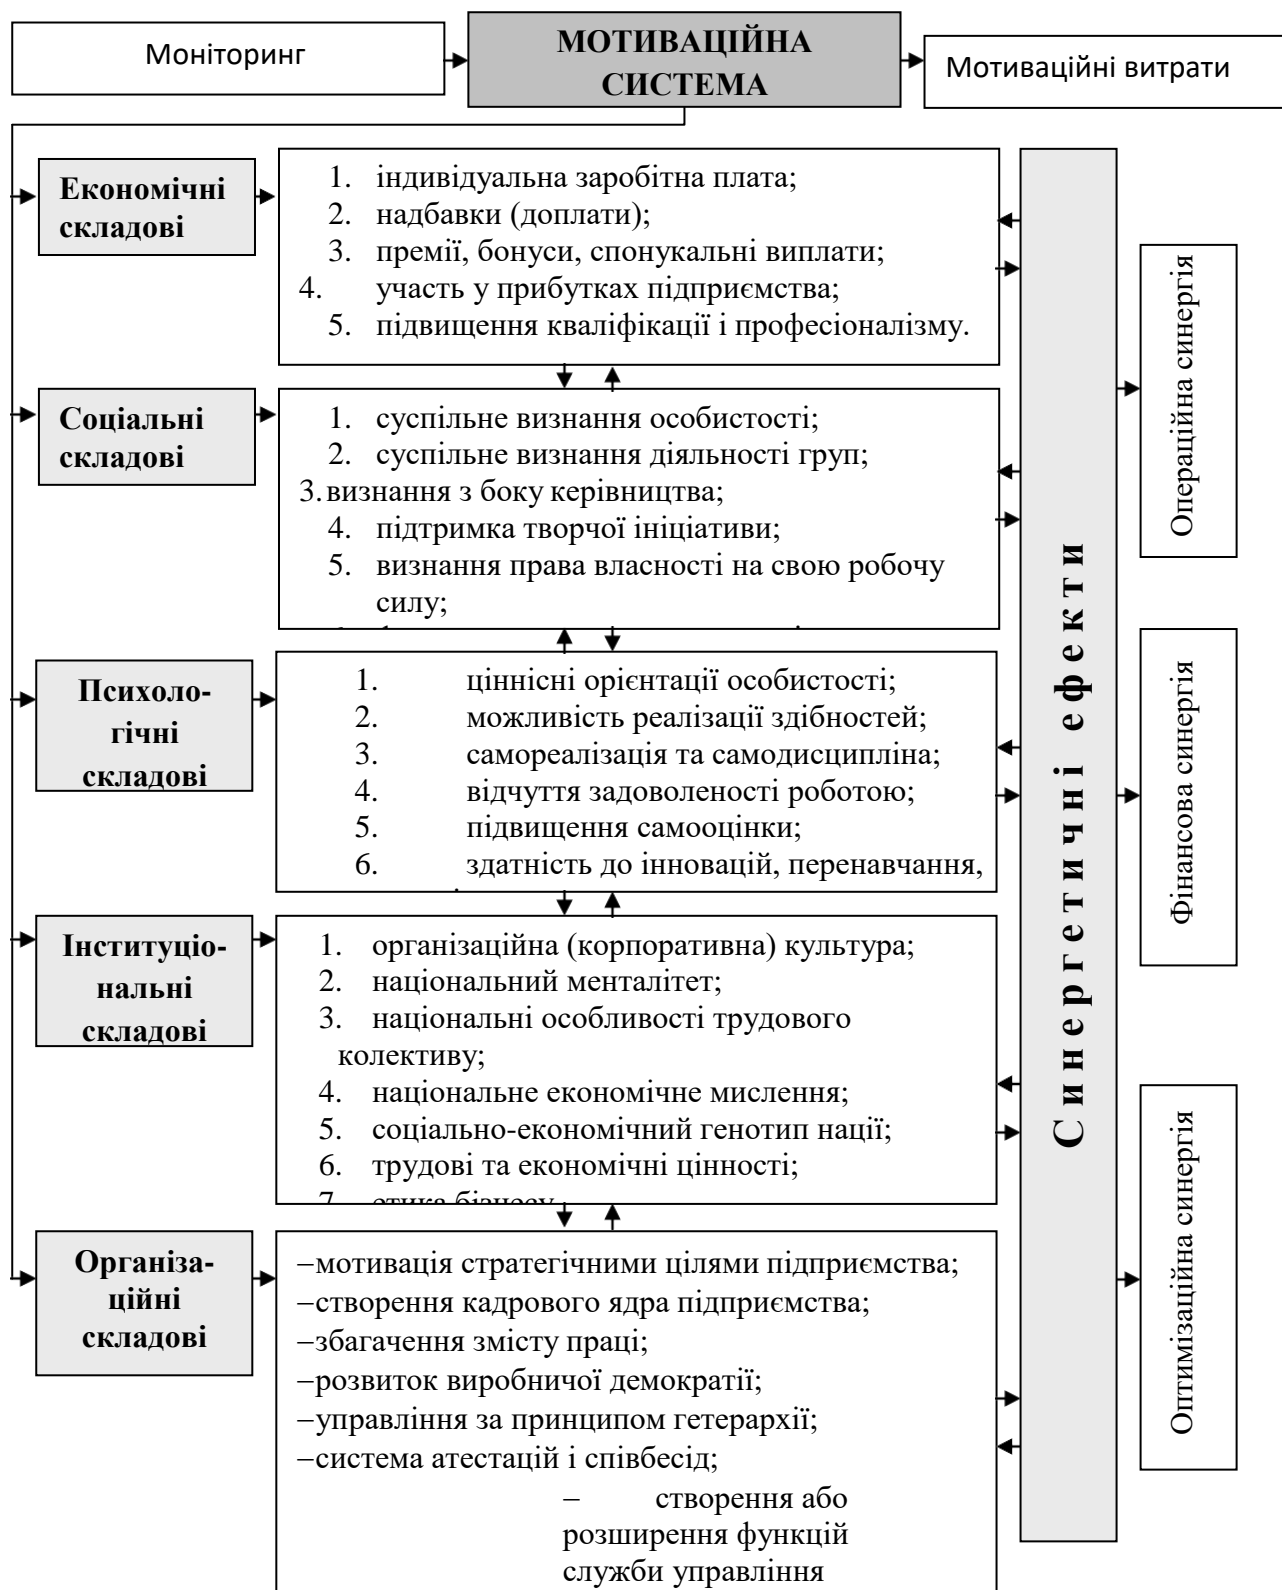 Моніторинг
МОТИВАЦІЙНА
СИСТЕМА
Мотиваційні витрати
Економічні
складові
1. індивідуальна заробітна плата;
2. надбавки (доплати);
3. премії, бонуси, спонукальні виплати;
4. участь у прибутках підприємства;
5. підвищення кваліфікації і професіоналізму.
Соціальні
складові
1. суспільне визнання особистості;
2. суспільне визнання діяльності груп;
3. визнання з боку керівництва;
4. підтримка творчої ініціативи;
5. визнання права власності на свою робочу
силу;
Психоло-
гічні
складові
1. ціннісні орієнтації особистості;
2. можливість реалізації здібностей;
3. самореалізація та самодисципліна;
4. відчуття задоволеності роботою;
5. підвищення самооцінки;
6. здатність до інновацій, перенавчання,
Інституціо-
нальні
складові
1. організаційна (корпоративна) культура;
2. національний менталітет;
3. національні особливості трудового
колективу;
4. національне економічне мислення;
5. соціально-економічний генотип нації;
6. трудові та економічні цінності;
7. етика бізнесу
Організа-
ційні
складові
–мотивація стратегічними цілями підприємства;
–створення кадрового ядра підприємства;
–збагачення змісту праці;
–розвиток виробничої демократії;
–управління за принципом гетерархії;
–система атестацій і співбесід;
– створення або
розширення функцій
служби управління
Синергетичні ефекти
Операційна синергія
Фінансова синергія
Оптимізаційна синергія